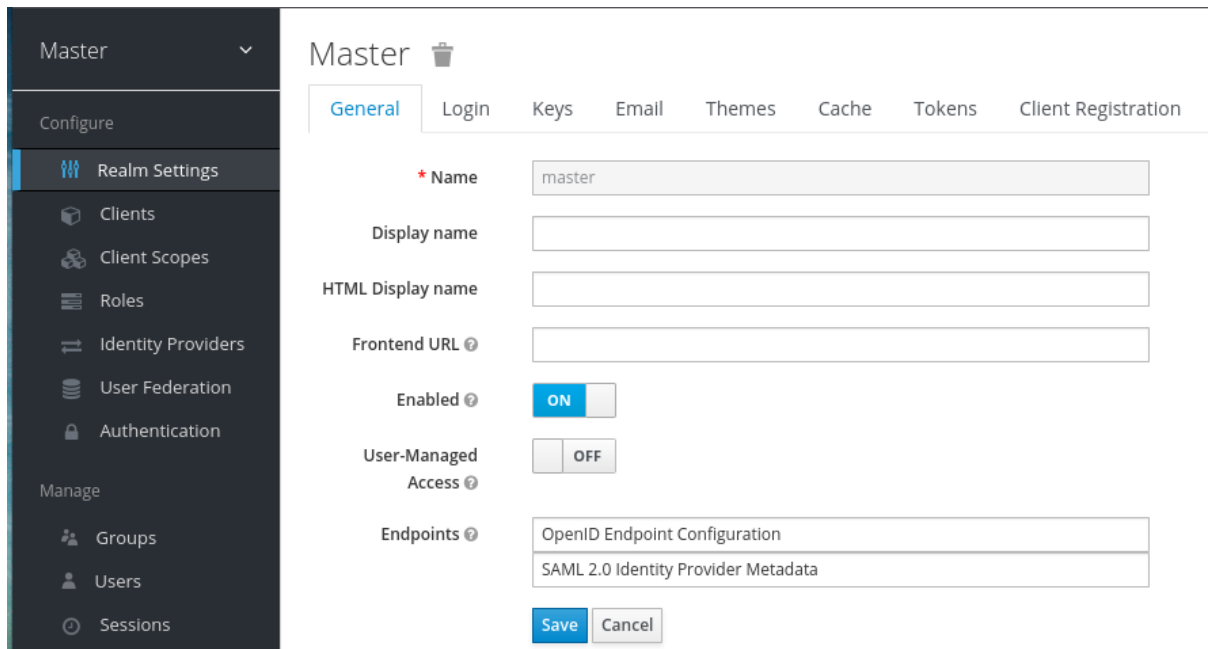 Master
Configure
Realm Settings
Clients
Client Scopes
Roles
Identity Providers
User Federation
Authentication
Manage
Groups
Users
Sessions
Master
General Login Keys Email Themes Cache Tokens Client Registration
* Name master
Display name
HTML Display name
Frontend URL
Enabled ON
User-Managed
Access OFF
Endpoints OpenID Endpoint Configuration
SAML 2.0 Identity Provider Metadata
Save Cancel